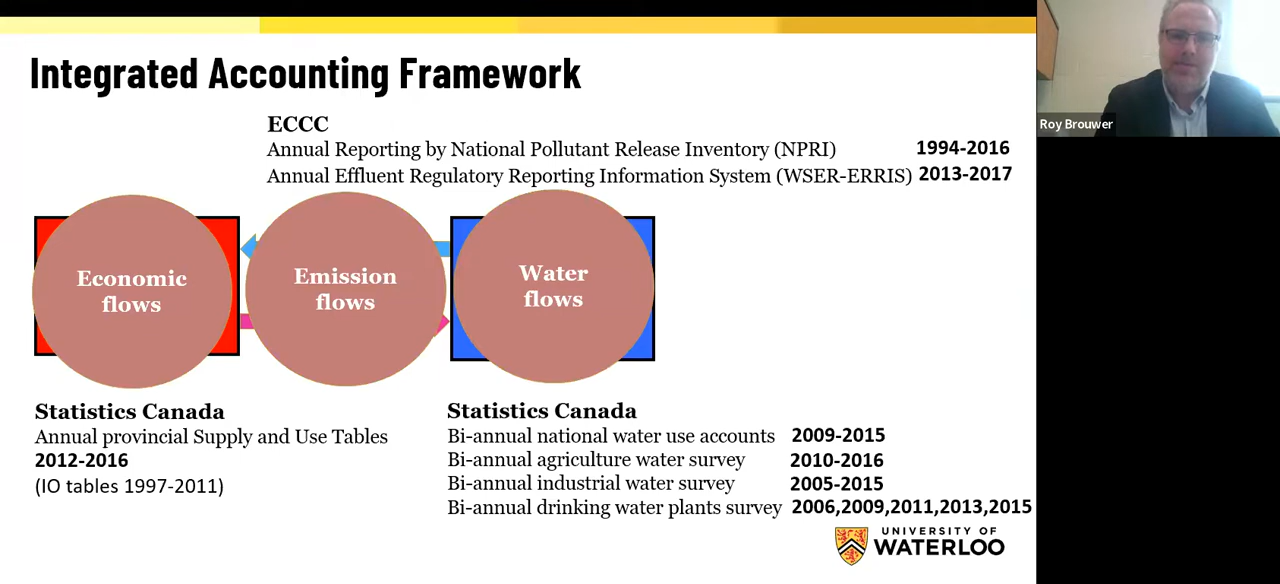 Integrated Accounting Framework
Roy Brouwer
ECCC
Annual Reporting by National Pollutant Release Inventory (NPRI) 1994-2016
Annual Effluent Regulatory Reporting Information System (WSER-ERRIS) 2013-2017
Economic
flows
Emission
flows
Water
flows
Statistics Canada
Annual provincial Supply and Use Tables
2012-2016
(IO tables 1997-2011)
Statistics Canada
Bi-annual national water use accounts 2009-2015
Bi-annual agriculture water survey 2010-2016
Bi-annual industrial water survey 2005-2015
Bi-annual drinking water plants survey 2006,2009,2011,2013,2015
UNIVERSITY OF
WATERLOO